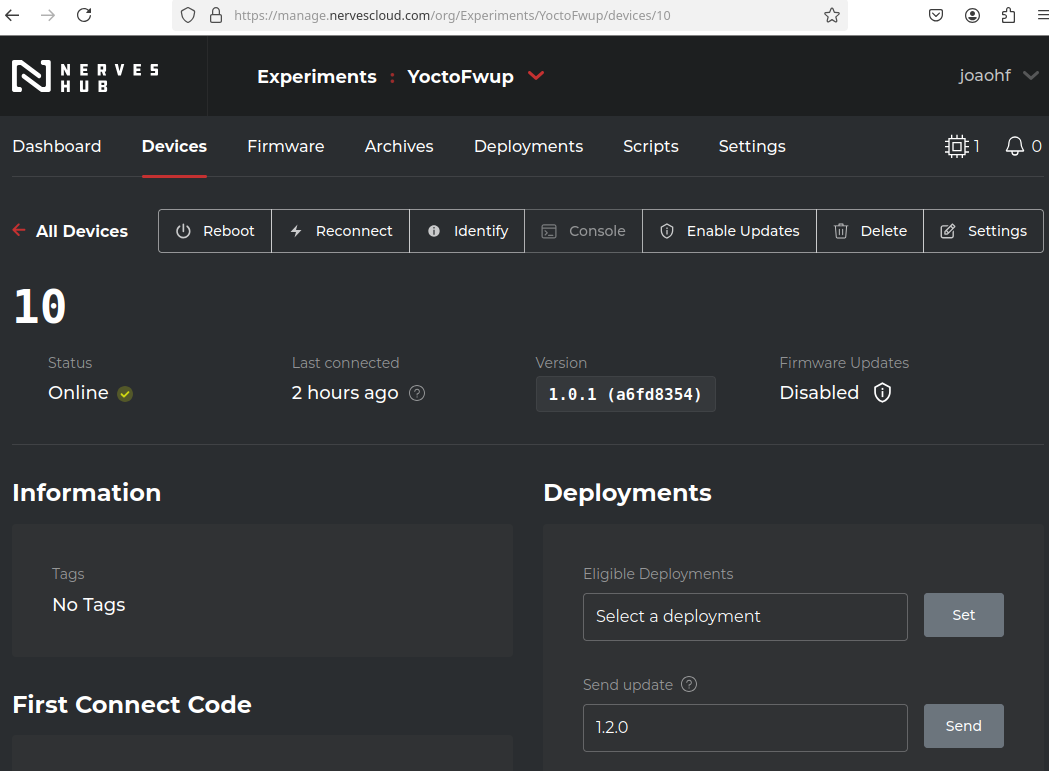 https://manage.nervescloud.com/org/Experiments/YoctoFwup/devices/10
NERVES
HUB
Experiments : YoctoFwup
joaohf
Dashboard Devices Firmware Archives Deployments Scripts Settings 1 0
All Devices Reboot Reconnect Identify Console Enable Updates Delete Settings
10
Status Last connected Version Firmware Updates
Online 2 hours ago ? 1.0.1 (a6fd8354) Disabled
Information
Tags
No Tags
First Connect Code
Deployments
Eligible Deployments
Select a deployment Set
Send update ?
1.2.0 Send